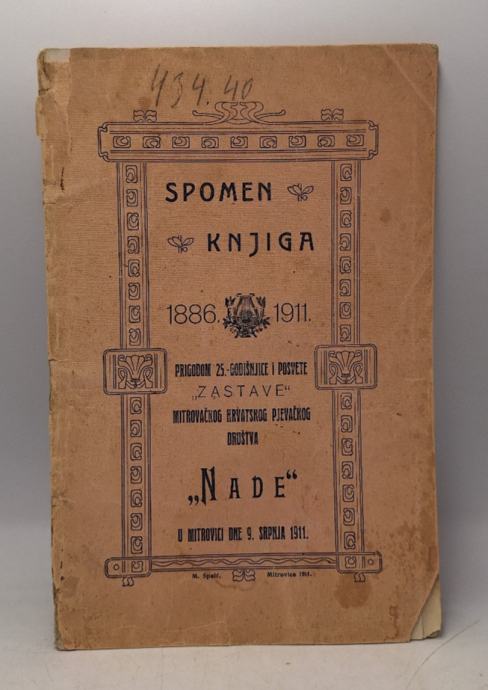 434.40
SPOMEN
KNJIGA
1886. 1911.
PRIGODOM 25.-GODIŠNJICE I POSVETE
„ZASTAVE“
MITROVAČKOG HRVATSKOG PJEVAČKOG
DRUŠTVA
„NADE“
U MITROVICI DNE 9. SRPNJA 1911.
M. Mitrovica 1911.